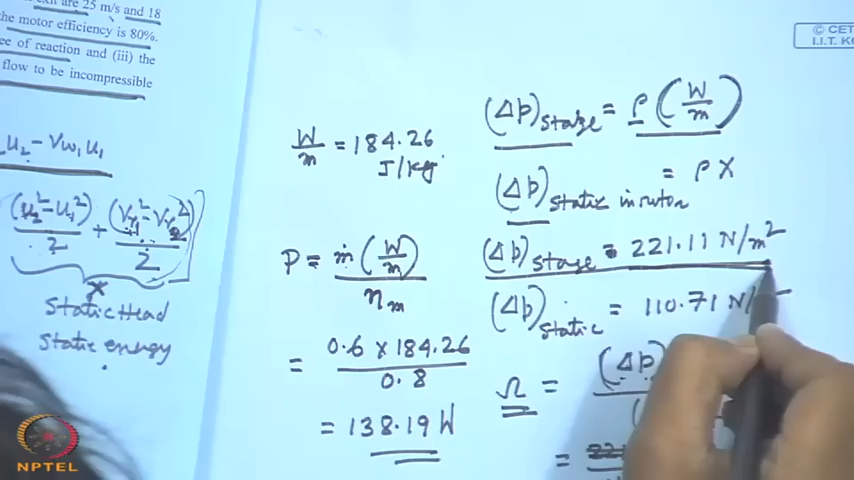 exit are 25 m/s and 18
the motor efficiency is 80%.
ee of reaction and (iii) the
flow to be incompressible
u₂ - Vw₁ u₁
(u₂² - u₁²)/2 + (Vr₁² - Vr₂²)/2
x
Static Head
Static energy
W/m = 184.26
J/kg.
P = ṁ (W/m) / ηm
= 0.6 × 184.26 / 0.8
= 138.19 W
© CET
I.I.T. K
(Δp)stage = ρ (W/m)
= ρ X
(Δp)static in rotor
(Δp)stage = 221.11 N/m²
(Δp)static = 110.71 N/
Ω = (Δp)
=
NPTEL